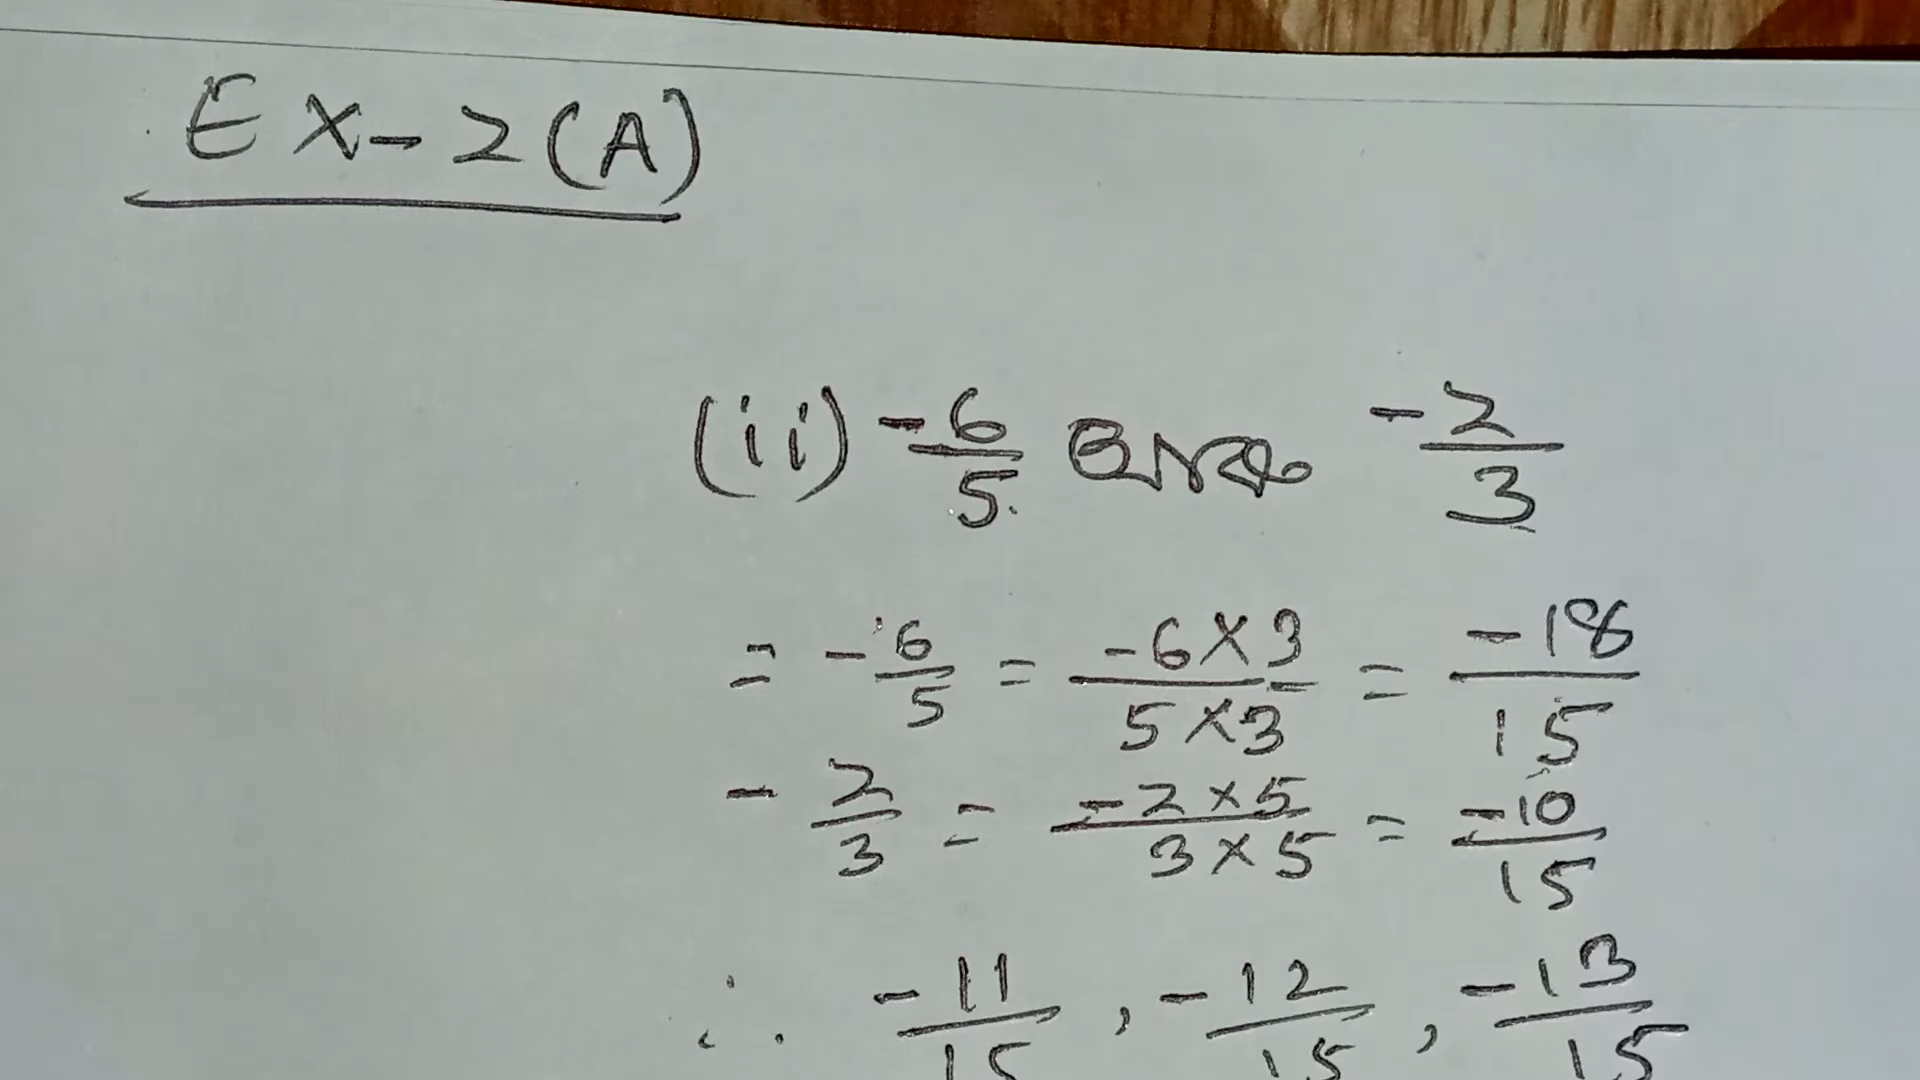 Ex-2(A)
(ii) -6/5 ଏବଂ -2/3
= -6/5 = -6×3/5×3 = -18/15
-2/3 = -2×5/3×5 = -10/15
∴ -11/15, -12/15, -13/15